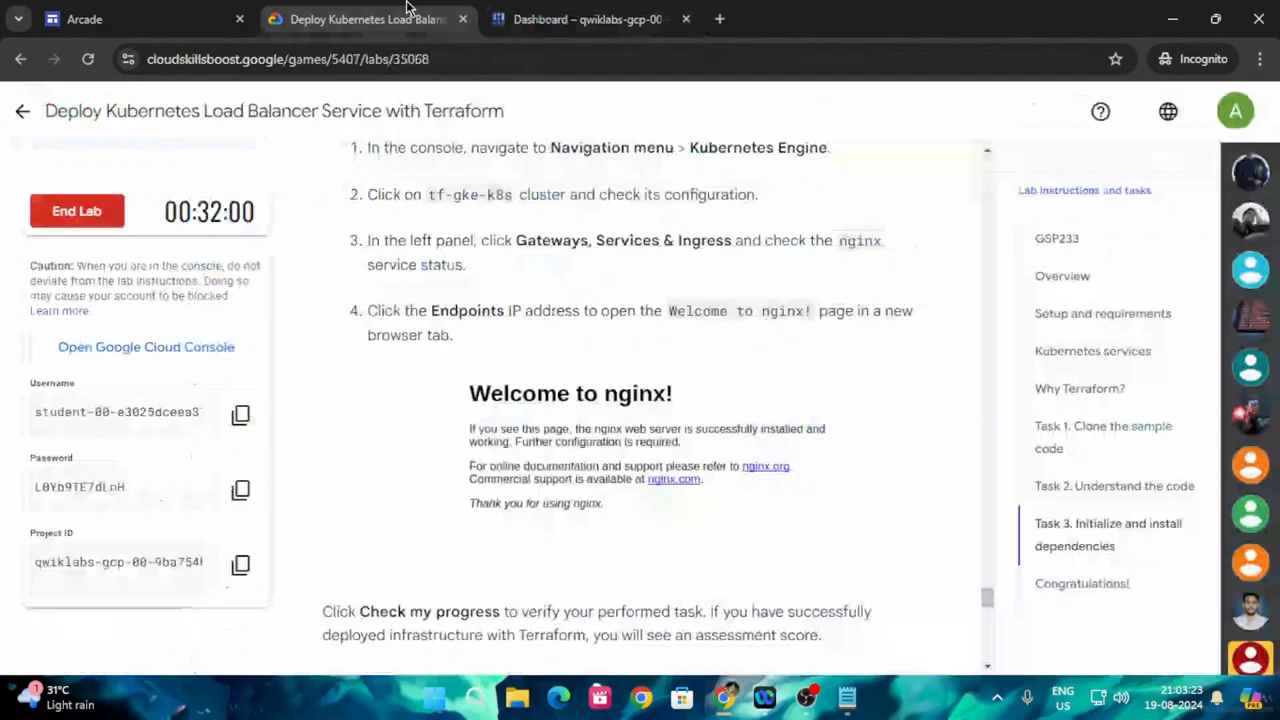 Arcade
Deploy Kubernetes Load Balan
Dashboard – qwiklabs-gcp-00
cloudskillsboost.google/games/5407/labs/35068
Incognito
Deploy Kubernetes Load Balancer Service with Terraform
A
1. In the console, navigate to Navigation menu > Kubernetes Engine.
2. Click on tf-gke-k8s cluster and check its configuration.
3. In the left panel, click Gateways, Services & Ingress and check the nginx
service status.
4. Click the Endpoints IP address to open the Welcome to nginx! page in a new
browser tab.
Welcome to nginx!
If you see this page, the nginx web server is successfully installed and
working. Further configuration is required.
For online documentation and support please refer to nginx.org.
Commercial support is available at nginx.com.
Thank you for using nginx.
Click Check my progress to verify your performed task. If you have successfully
deployed infrastructure with Terraform, you will see an assessment score.
End Lab
00:32:00
Caution: When you are in the console, do not
deviate from the lab instructions. Doing so
may cause your account to be blocked.
Learn more.
Open Google Cloud Console
Username
student-00-e3025dceea3
Password
L0Yb9TE7dLnH
Project ID
qwiklabs-gcp-00-9ba754
Lab instructions and tasks
GSP233
Overview
Setup and requirements
Kubernetes services
Why Terraform?
Task 1. Clone the sample
code
Task 2. Understand the code
Task 3. Initialize and install
dependencies
Congratulations!
1
31°C
Light rain
ENG
US
21:03:23
19-08-2024
PRE